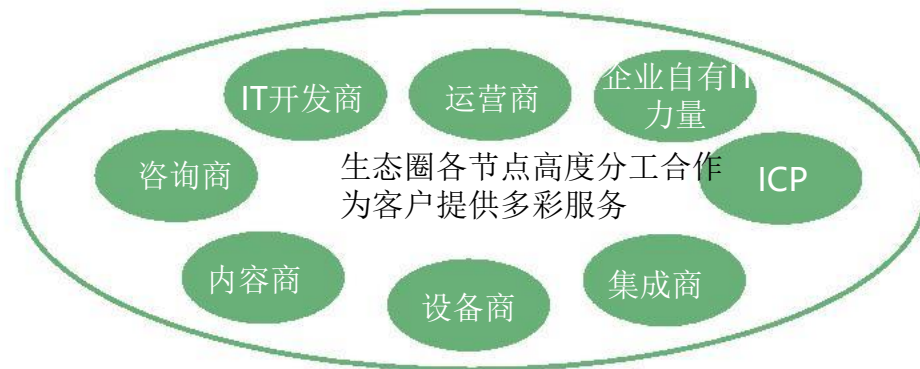 IT开发商
运营商
企业自有IT
力量
咨询商
生态圈各节点高度分工合作
为客户提供多彩服务
ICP
内容商
设备商
集成商